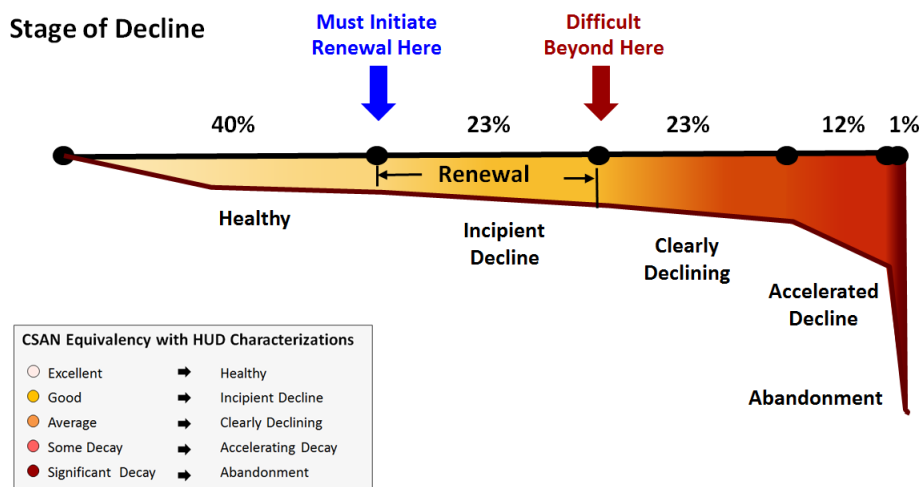 Stage of Decline
Must Initiate
Renewal Here
Difficult
Beyond Here
40%
23%
23%
12%
1%
Renewal
Healthy
Incipient
Decline
Clearly
Declining
Accelerated
Decline
Abandonment
CSAN Equivalency with HUD Characterizations
Excellent Healthy
Good Incipient Decline
Average Clearly Declining
Some Decay Accelerating Decay
Significant Decay Abandonment